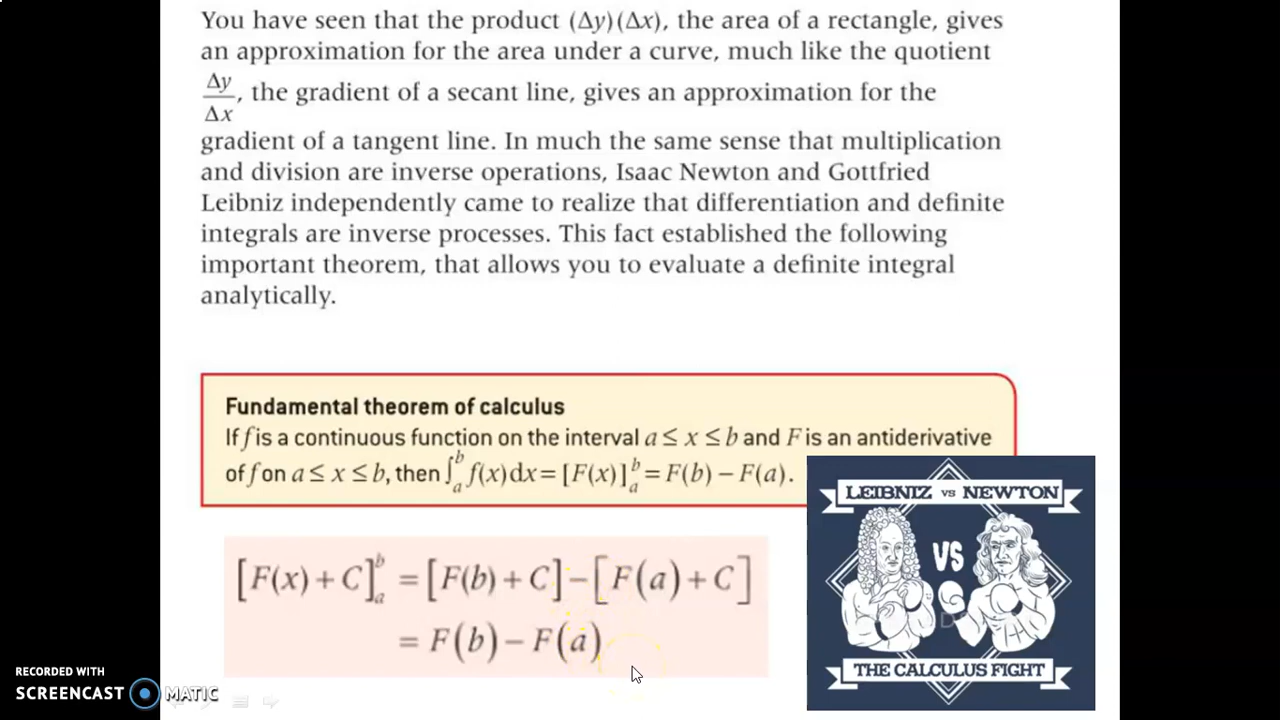 You have seen that the product (Δy)(Δx), the area of a rectangle, gives
an approximation for the area under a curve, much like the quotient
Δy/Δx, the gradient of a secant line, gives an approximation for the
gradient of a tangent line. In much the same sense that multiplication
and division are inverse operations, Isaac Newton and Gottfried
Leibniz independently came to realize that differentiation and definite
integrals are inverse processes. This fact established the following
important theorem, that allows you to evaluate a definite integral
analytically.
Fundamental theorem of calculus
If f is a continuous function on the interval a ≤ x ≤ b and F is an antiderivative
of f on a ≤ x ≤ b, then ∫_a^b f(x)dx = [F(x)]_a^b = F(b) − F(a).
[F(x) + C]_a^b = [F(b) + C] − [F(a) + C]
= F(b) − F(a)
LEIBNIZ VS NEWTON
VS
THE CALCULUS FIGHT
RECORDED WITH
SCREENCAST MATIC